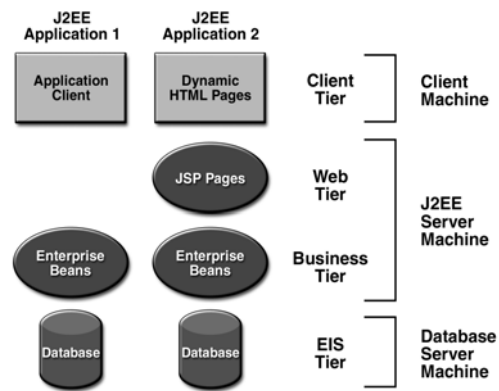 J2EE
Application 1
J2EE
Application 2
Application
Client
Dynamic
HTML Pages
Client
Tier
Client
Machine
JSP Pages
Web
Tier
J2EE
Server
Machine
Enterprise
Beans
Enterprise
Beans
Business
Tier
Database
Database
EIS
Tier
Database
Server
Machine